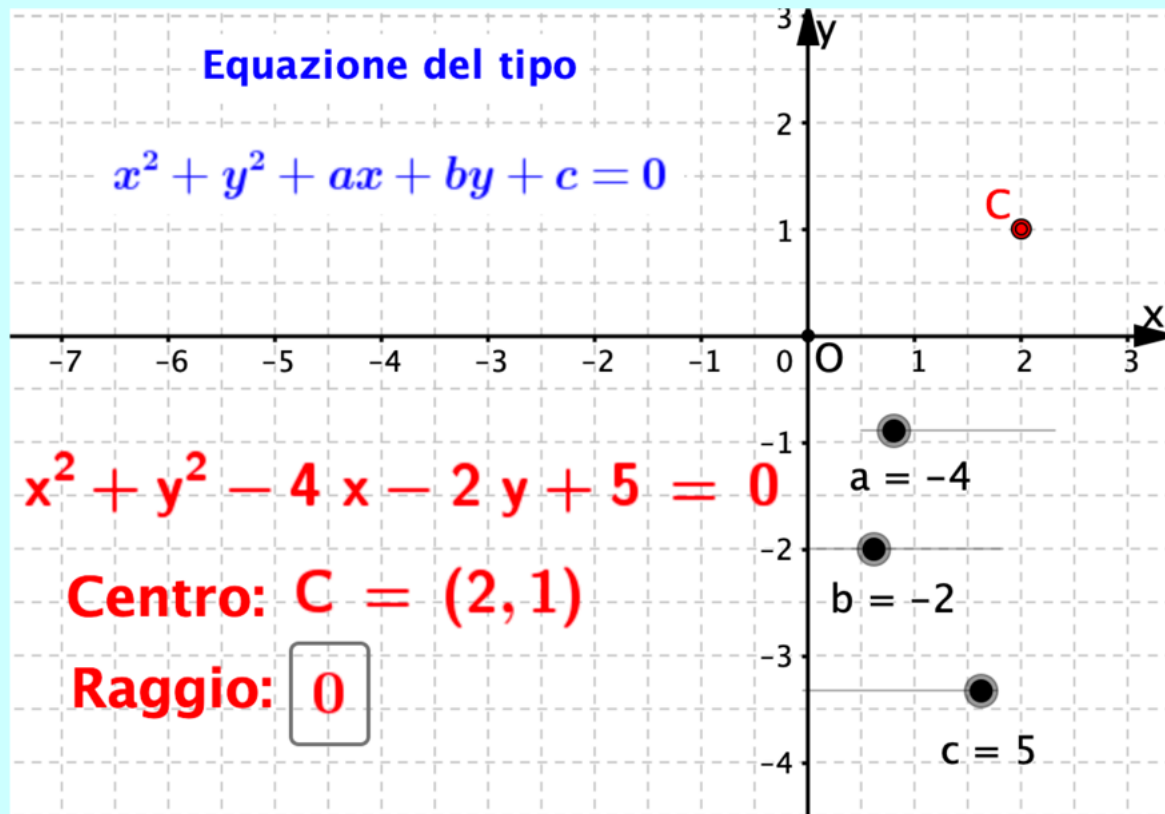 Equazione del tipo
x² + y² + ax + by + c = 0
x² + y² − 4 x − 2 y + 5 = 0
Centro: C = (2, 1)
Raggio: 0
y
3
2
1
C
x
-7 -6 -5 -4 -3 -2 -1 0 O 1 2 3
-1
a = -4
-2
b = -2
-3
c = 5
-4